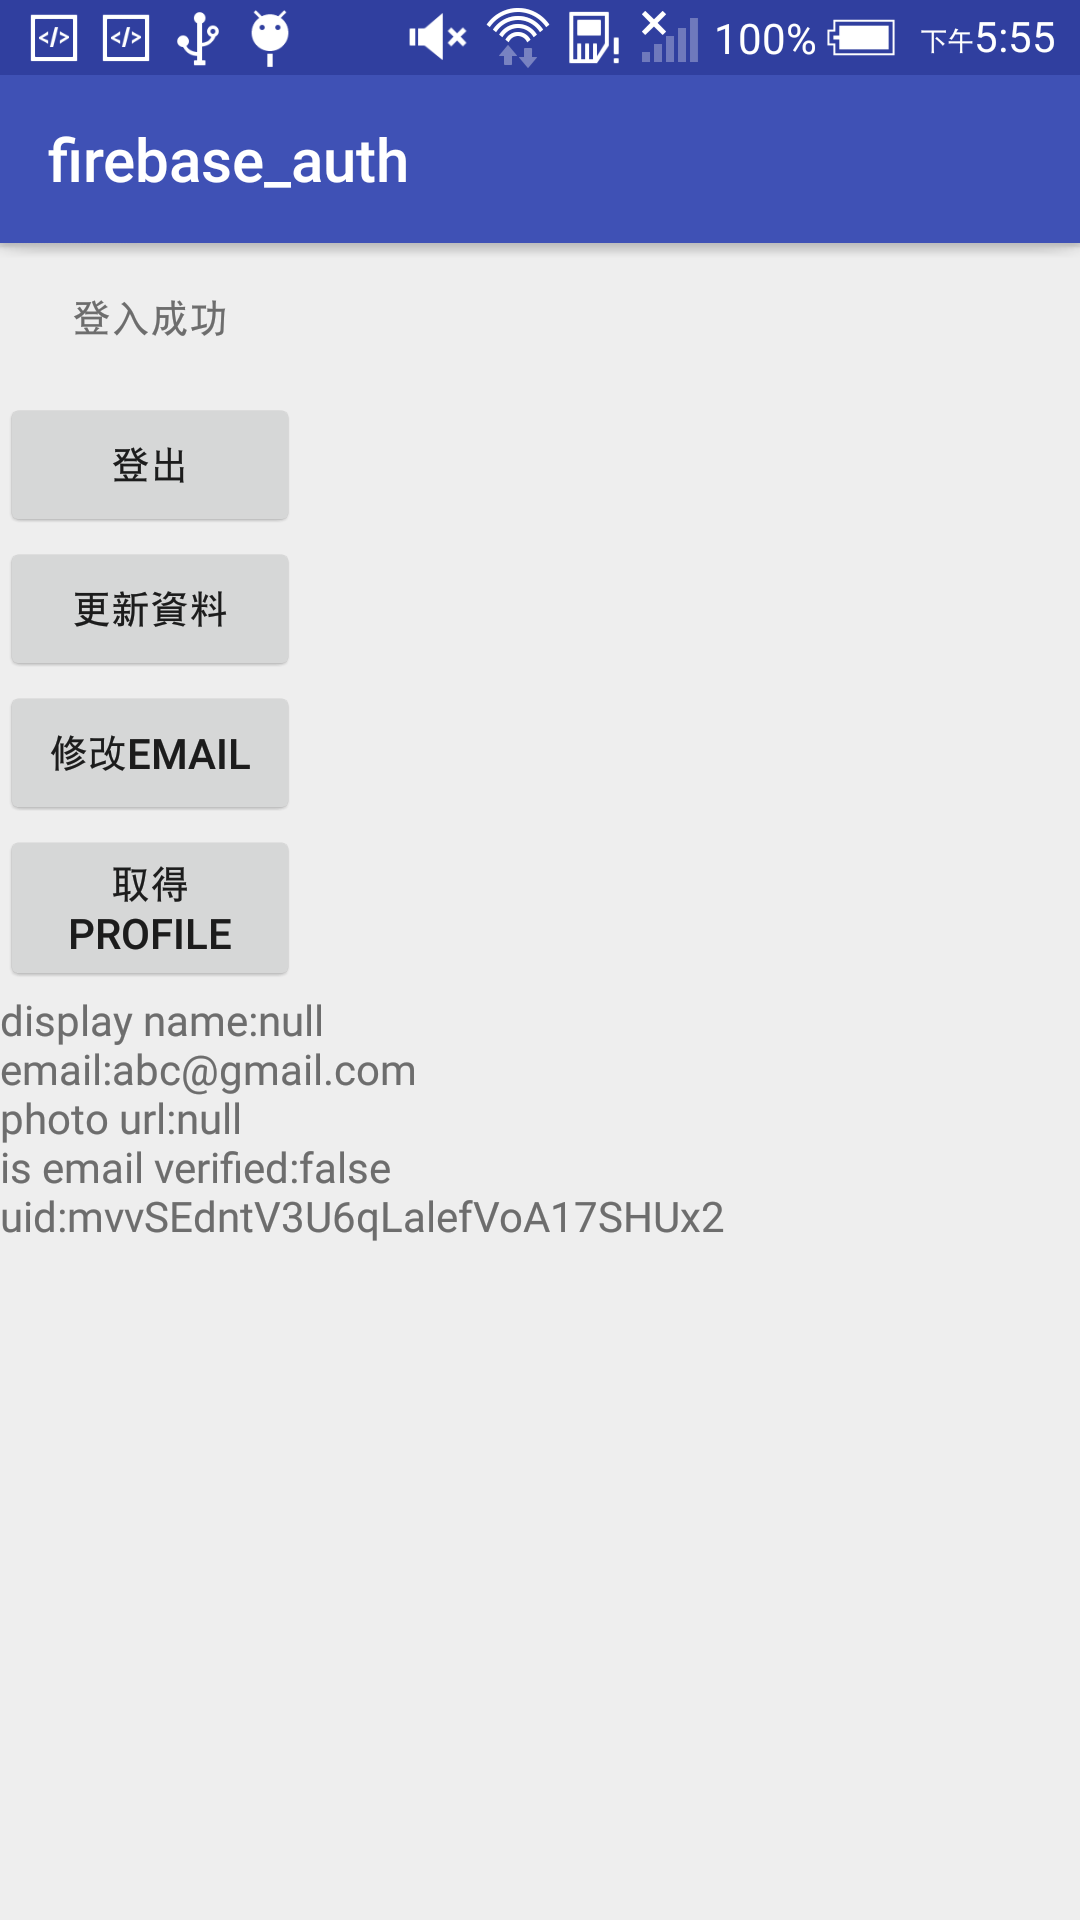 100% 下午5:55
firebase_auth
登入成功
登出
更新資料
修改EMAIL
取得
PROFILE
display name:null
email:abc@gmail.com
photo url:null
is email verified:false
uid:mvvSEdntV3U6qLalefVoA17SHUx2